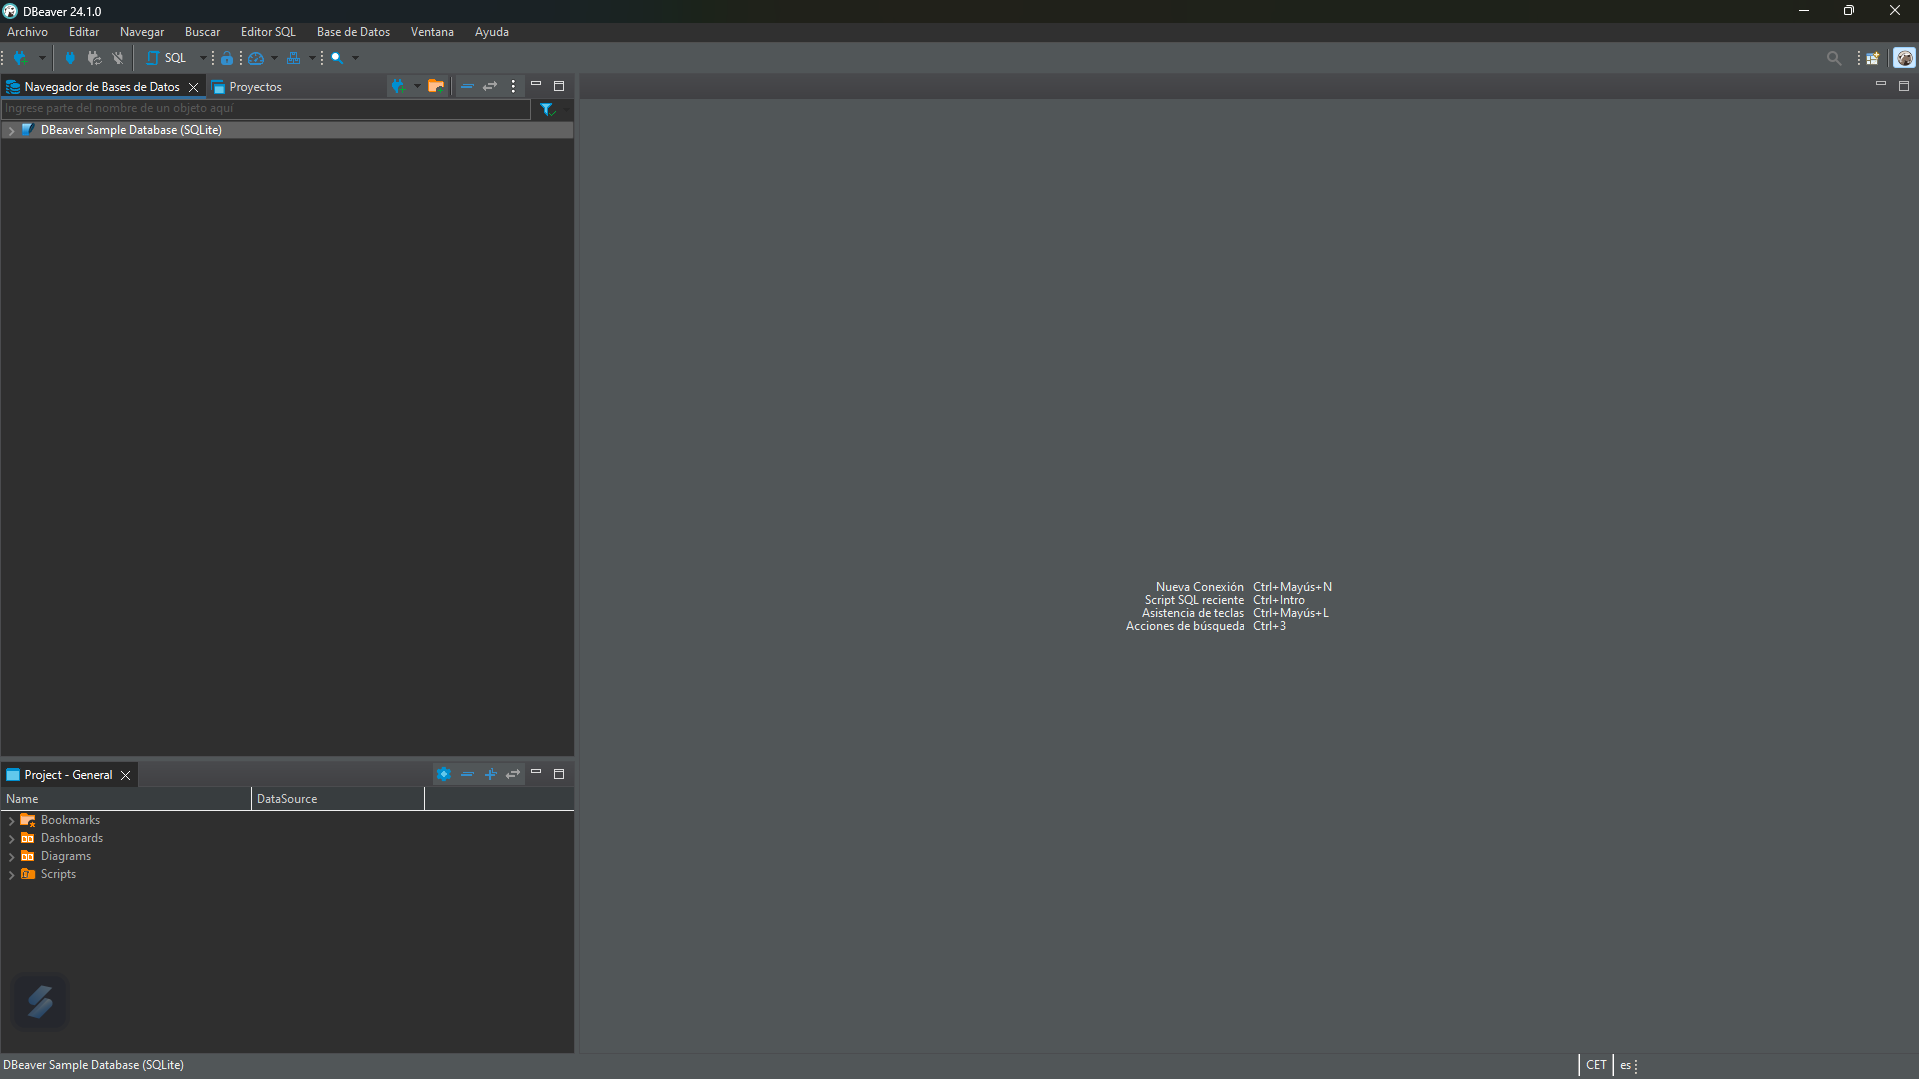 DBeaver 24.1.0
Archivo Editar Navegar Buscar Editor SQL Base de Datos Ventana Ayuda
SQL
Navegador de Bases de Datos Proyectos
Ingrese parte del nombre de un objeto aquí
DBeaver Sample Database (SQLite)
Nueva Conexión Ctrl+Mayús+N
Script SQL reciente Ctrl+Intro
Asistencia de teclas Ctrl+Mayús+L
Acciones de búsqueda Ctrl+3
Project - General
Name DataSource
Bookmarks
Dashboards
Diagrams
Scripts
DBeaver Sample Database (SQLite) CET es